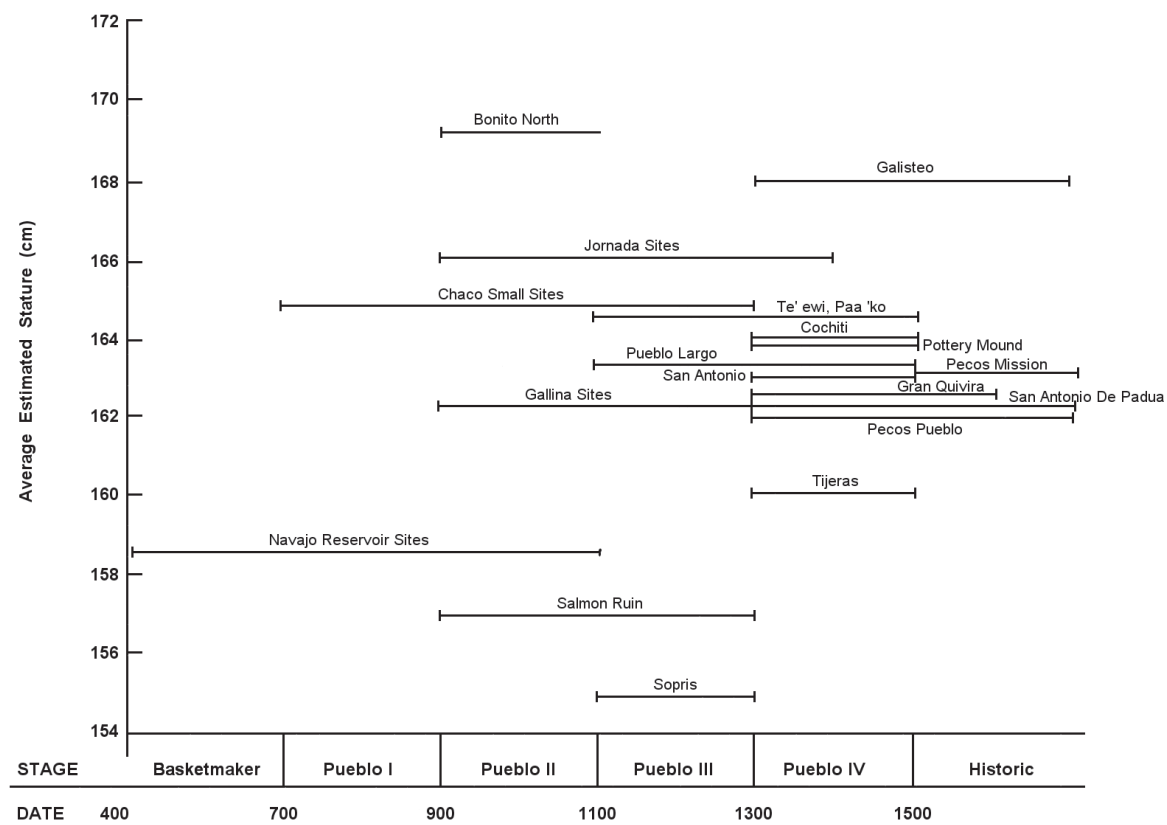 172
170
Bonito North
Galisteo
168
Jornada Sites
166
Chaco Small Sites
Te' ewi, Paa 'ko
Cochiti
164
Pottery Mound
Pueblo Largo
Pecos Mission
San Antonio
Gran Quivira
Gallina Sites
San Antonio De Padua
162
Pecos Pueblo
Tijeras
160
Navajo Reservoir Sites
158
Salmon Ruin
156
Sopris
154
Average Estimated Stature (cm)
STAGE Basketmaker Pueblo I Pueblo II Pueblo III Pueblo IV Historic
DATE 400 700 900 1100 1300 1500